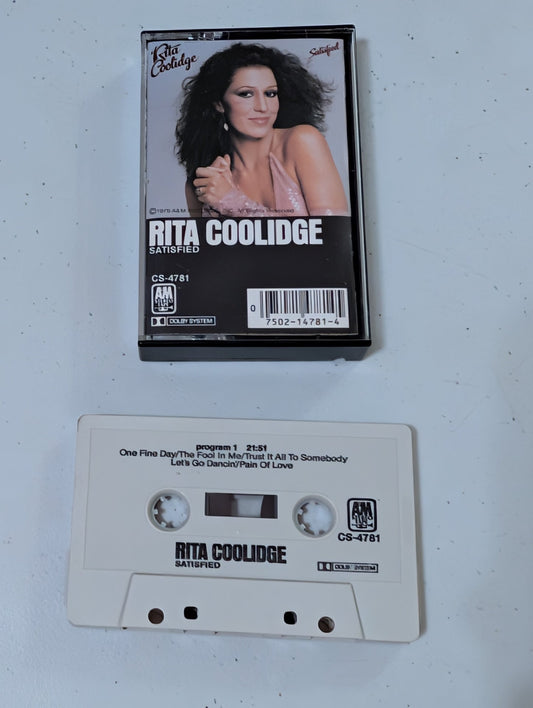 Rita Coolidge
Satisfied
RITA COOLIDGE
SATISFIED
CS-4781
A&M
DOLBY SYSTEM
0 7502-14781-4
program 1 21:51
One Fine Day/The Fool In Me/Trust It All To Somebody
Let's Go Dancin'/Pain Of Love
A&M
CS-4781
RITA COOLIDGE
SATISFIED
DOLBY SYSTEM